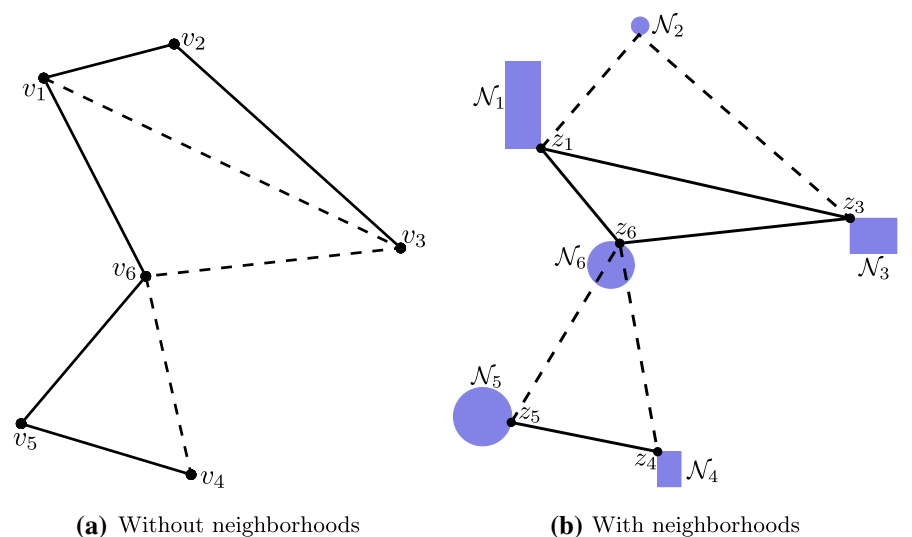 v₂
v₁
v₃
v₆
v₅
v₄
𝒩₂
𝒩₁
z₁
z₃
z₆
𝒩₆
𝒩₃
𝒩₅
z₅
z₄
𝒩₄
(a) Without neighborhoods
(b) With neighborhoods